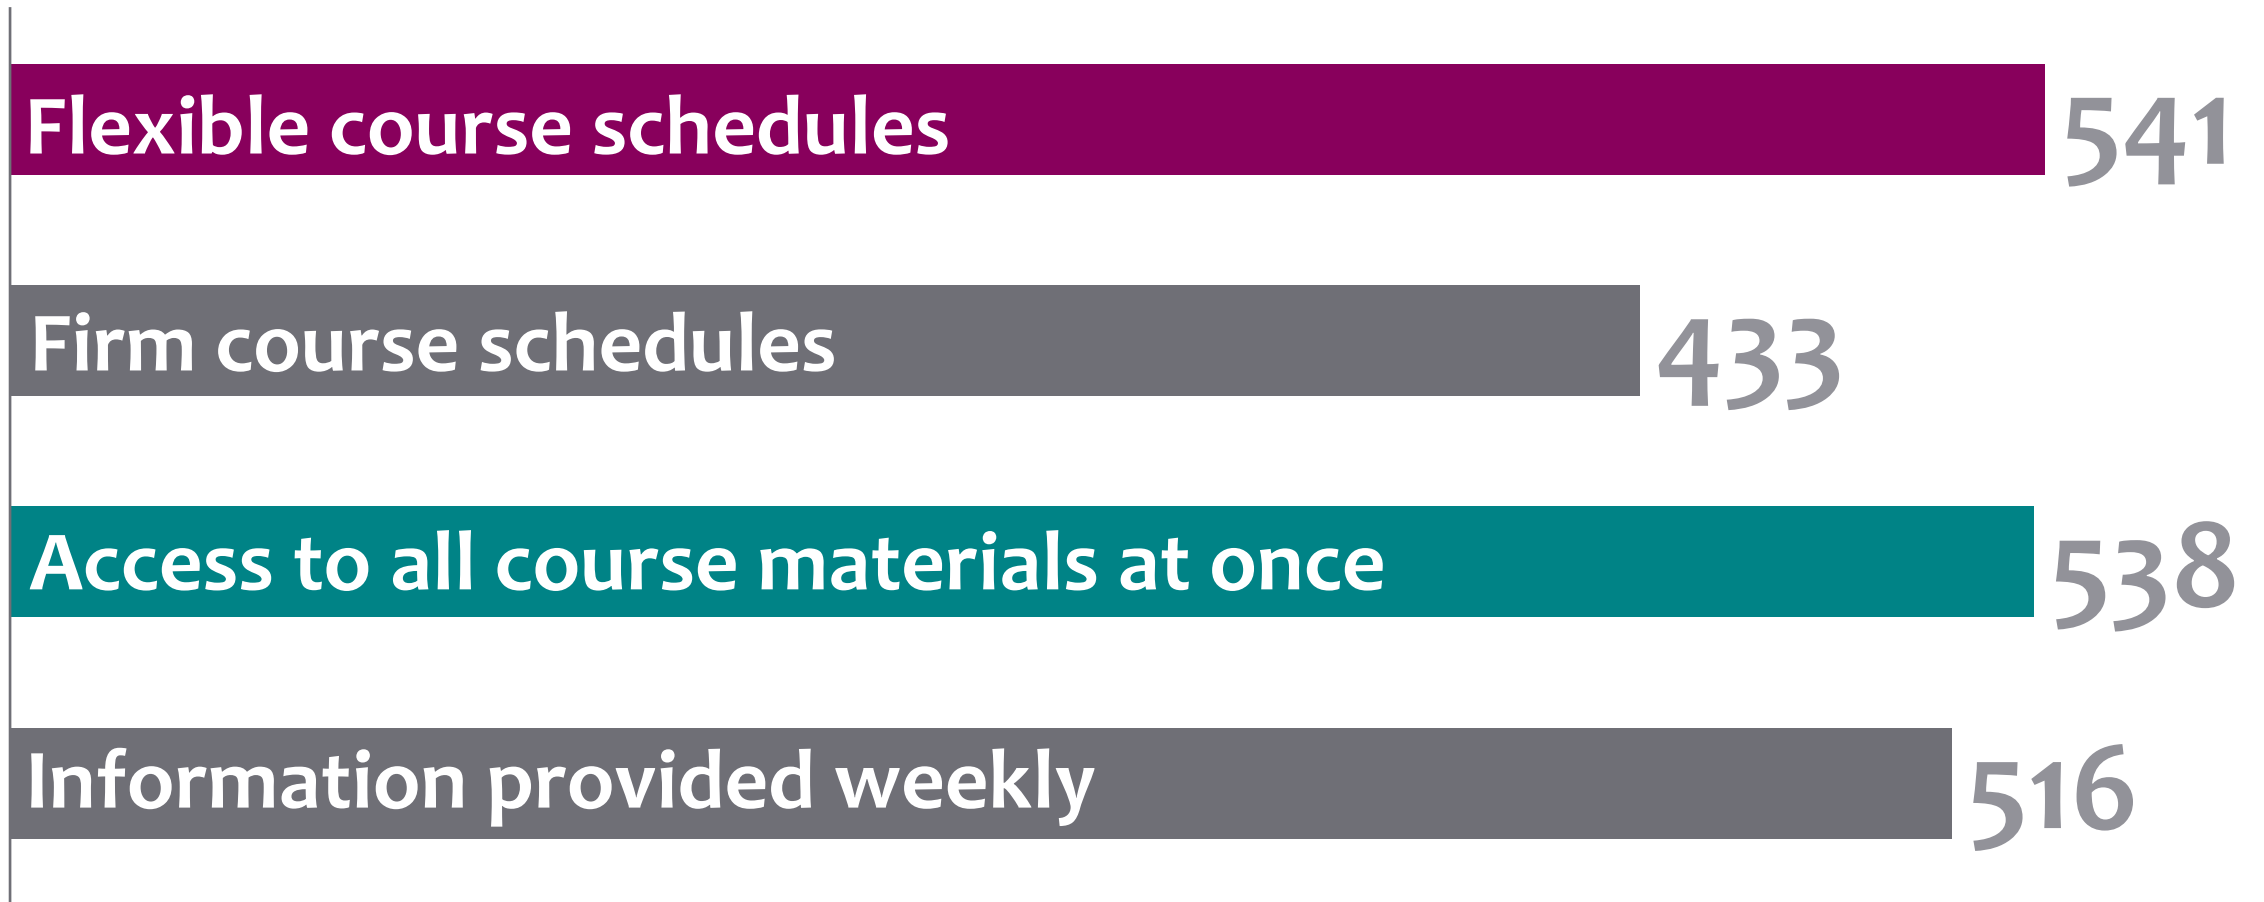 Flexible course schedules 541
Firm course schedules 433
Access to all course materials at once 538
Information provided weekly 516